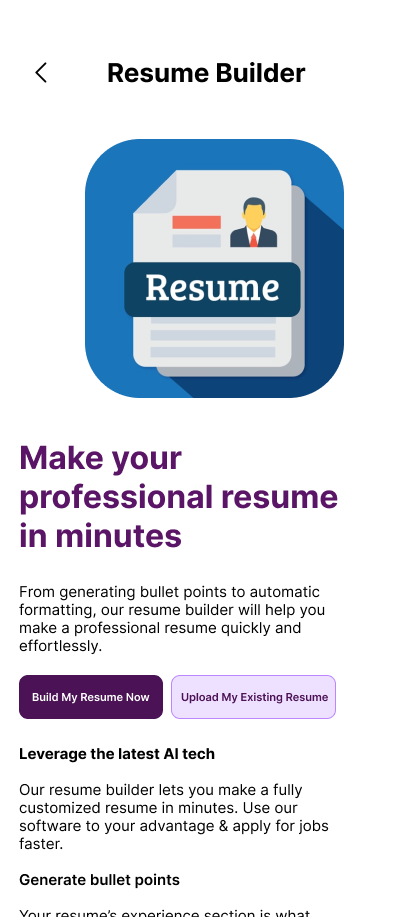 Resume Builder
Resume
Make your
professional resume
in minutes
From generating bullet points to automatic
formatting, our resume builder will help you
make a professional resume quickly and
effortlessly.
Build My Resume Now
Upload My Existing Resume
Leverage the latest AI tech
Our resume builder lets you make a fully
customized resume in minutes. Use our
software to your advantage & apply for jobs
faster.
Generate bullet points
Your resume’s experience section is what